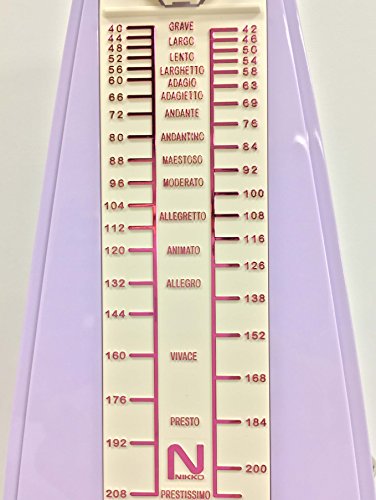 40 GRAVE 42
44 LARGO 46
48 LENTO 50
52 LARGHETTO 54
56 ADAGIO 58
60 ADAGIETTO 63
66 ANDANTE 69
72 ANDANTINO 76
80 MAESTOSO 84
88 MODERATO 92
96 ALLEGRETTO 100
104 ANIMATO 108
112 ALLEGRO 116
120 VIVACE 126
132 PRESTO 138
144 152
160 168
176 184
192 N 200
NIKKO
208 PRESTISSIMO